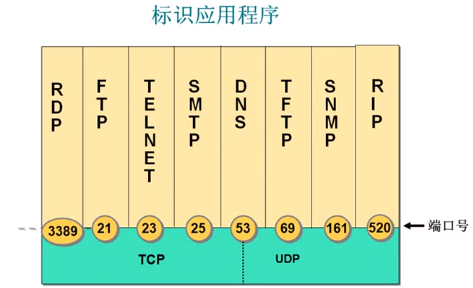 标识应用程序
RDP
FTP
TELNET
SMTP
DNS
TFTP
SNMP
RIP
3389
21
23
25
53
69
161
520
端口号
TCP
UDP